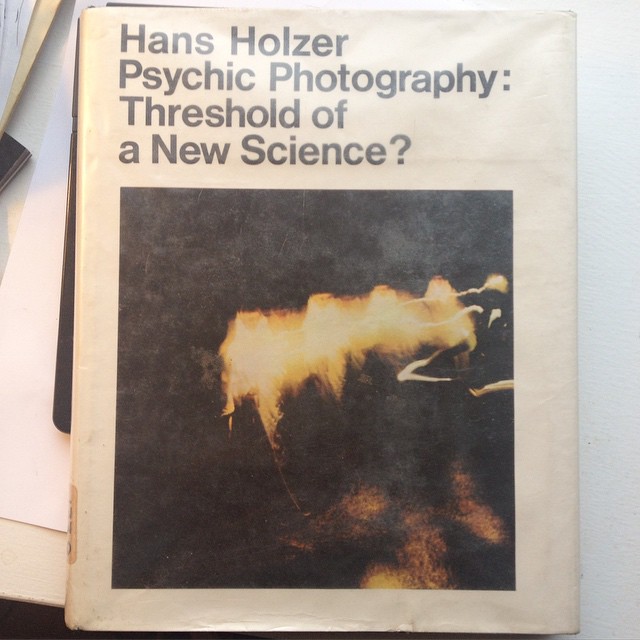 Hans Holzer
Psychic Photography:
Threshold of
a New Science?